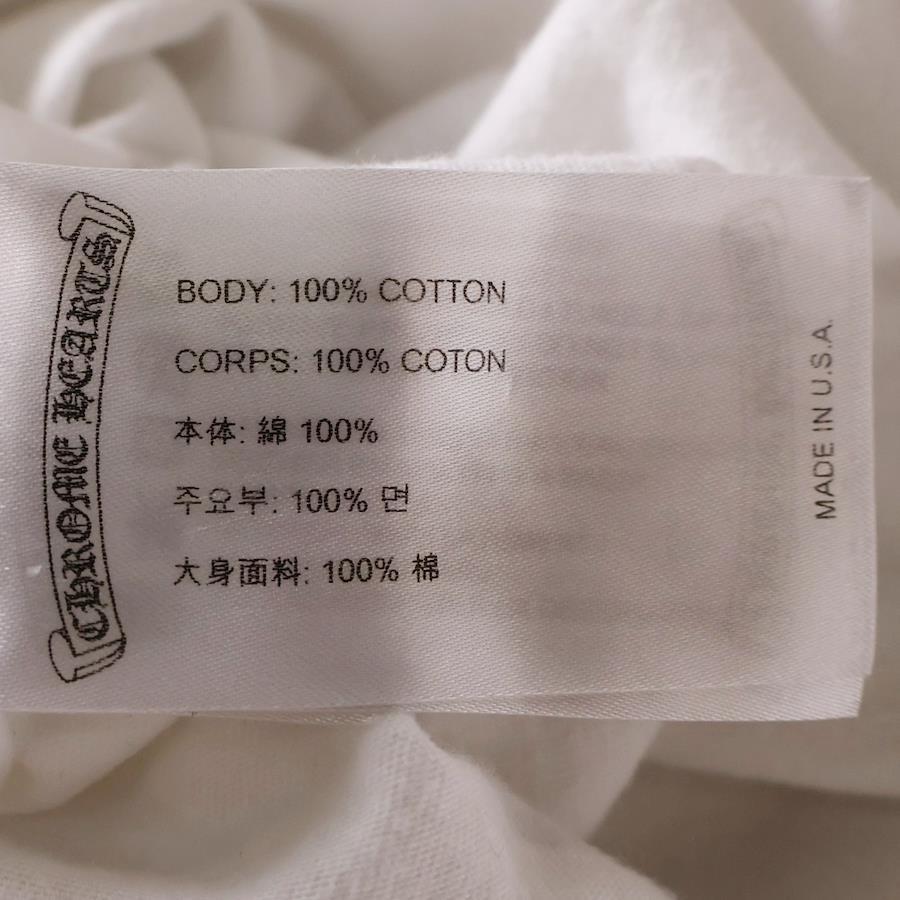 CHROME HEARTS
BODY: 100% COTTON
CORPS: 100% COTON
本体: 綿 100%
주요부: 100% 면
大身面料: 100% 棉
MADE IN U.S.A.